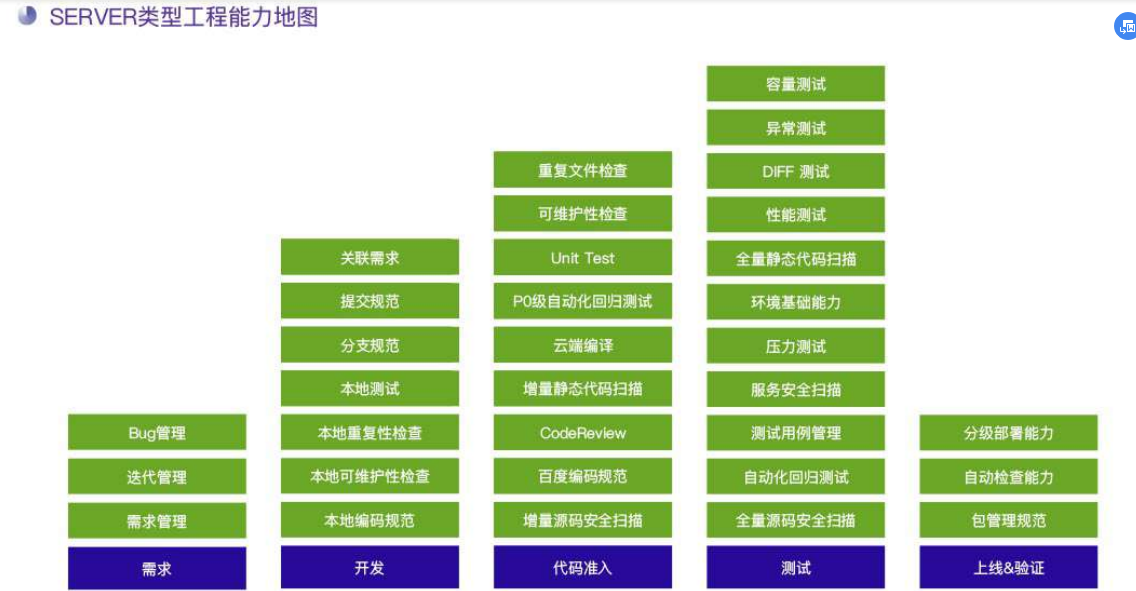 SERVER类型工程能力地图
容量测试
异常测试
重复文件检查
DIFF 测试
可维护性检查
性能测试
关联需求
Unit Test
全量静态代码扫描
提交规范
P0级自动化回归测试
环境基础能力
分支规范
云端编译
压力测试
本地测试
增量静态代码扫描
服务安全扫描
Bug管理
本地重复性检查
CodeReview
测试用例管理
分级部署能力
迭代管理
本地可维护性检查
百度编码规范
自动化回归测试
自动检查能力
需求管理
本地编码规范
增量源码安全扫描
全量源码安全扫描
包管理规范
需求
开发
代码准入
测试
上线&验证